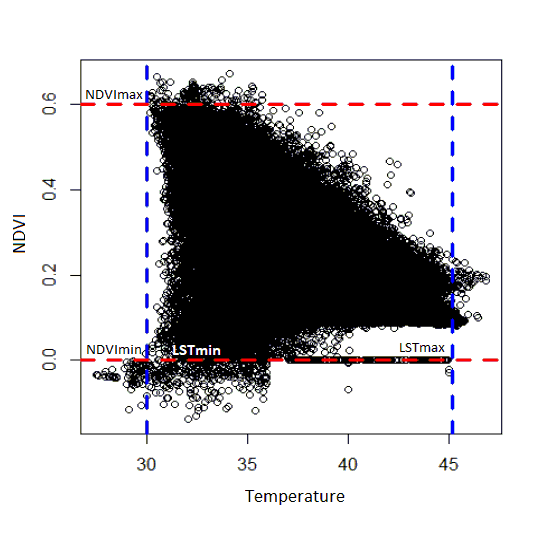 NDVImax
0.6
0.4
NDVI
0.2
NDVImin
LSTmin
LSTmax
0.0
30
35
40
45
Temperature